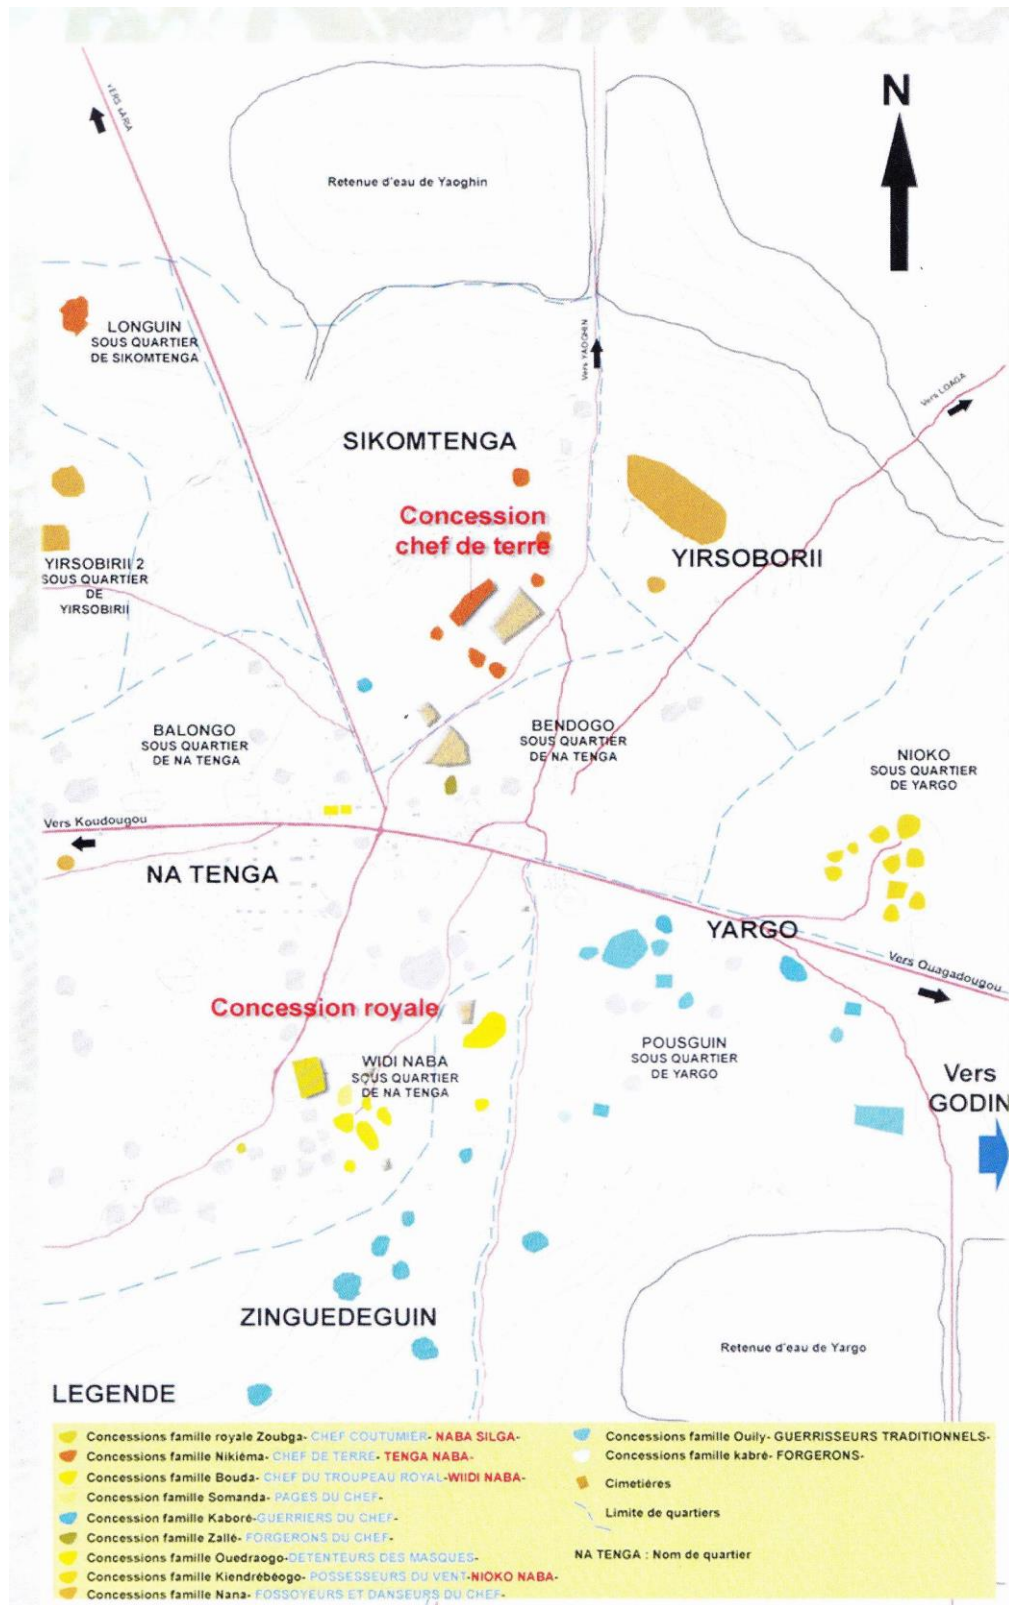 VERS sARIA
N
Retenue d'eau de Yaoghin
LONGUIN
SOUS QUARTIER
DE SIKOMTENGA
Vers YAOGHIN
Vers LOAGA
SIKOMTENGA
Concession
chef de terre
YIRSOBORII
YIRSOBIRII 2
SOUS QUARTIER
DE
YIRSOBIRII
BALONGO
SOUS QUARTIER
DE NA TENGA
BENDOGO
SOUS QUARTIER
DE NA TENGA
NIOKO
SOUS QUARTIER
DE YARGO
Vers Koudougou
NA TENGA
YARGO
Vers Ouagadougou
Concession royale
WIDI NABA
SOUS QUARTIER
DE NA TENGA
POUSGUIN
SOUS QUARTIER
DE YARGO
Vers
GODIN
ZINGUEDEGUIN
Retenue d'eau de Yargo
LEGENDE
Concessions famille royale Zoubga- CHEF COUTUMIER- NABA SILGA-
Concessions famille Nikiéma- CHEF DE TERRE- TENGA NABA-
Concessions famille Bouda- CHEF DU TROUPEAU ROYAL-WIIDI NABA-
Concession famille Somanda- PAGES DU CHEF-
Concession famille Kaboré-GUERRIERS DU CHEF-
Concession famille Zallé- FORGERONS DU CHEF-
Concession famille Ouedraogo-DETENTEURS DES MASQUES-
Concession famille Kiendrébéogo- POSSESSEURS DU VENT-NIOKO NABA-
Concession famille Nana- FOSSOYEURS ET DANSEURS DU CHEF-
Concessions famille Ouily- GUERRISSEURS TRADITIONNELS-
Concessions famille kabré- FORGERONS-
Cimetières
Limite de quartiers
NA TENGA : Nom de quartier